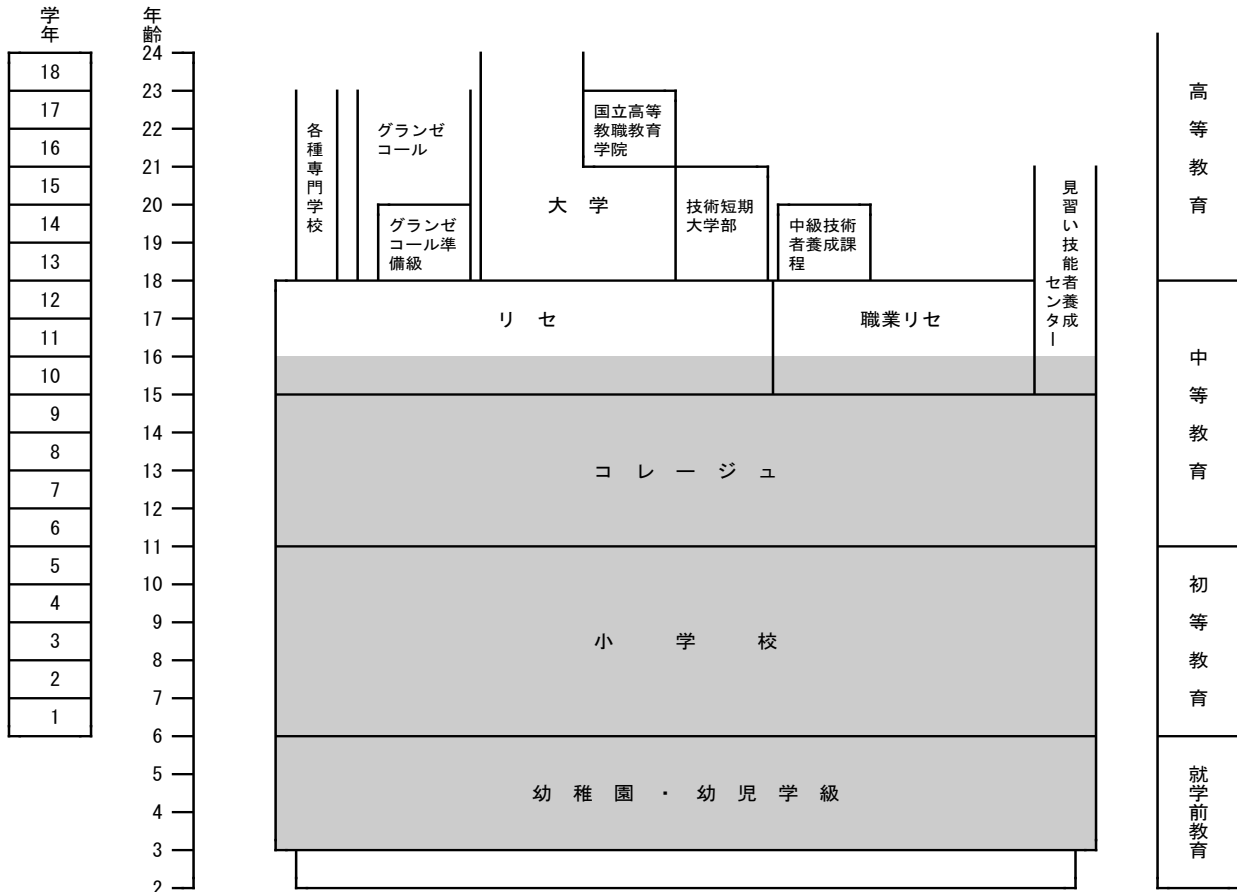 学年
年齢
24
23
22
21
20
19
18
17
16
15
14
13
12
11
10
9
8
7
6
5
4
3
2
18
17
16
15
14
13
12
11
10
9
8
7
6
5
4
3
2
1
各種専門学校
グランゼ
コール
グランゼ
コール準
備級
大学
国立高等
教職教育
学院
技術短期
大学部
中級技術
者養成課
程
見習い技能者養成
センター
リセ
職業リセ
コレージュ
小学校
幼稚園・幼児学級
高等教育
中等教育
初等教育
就学前教育